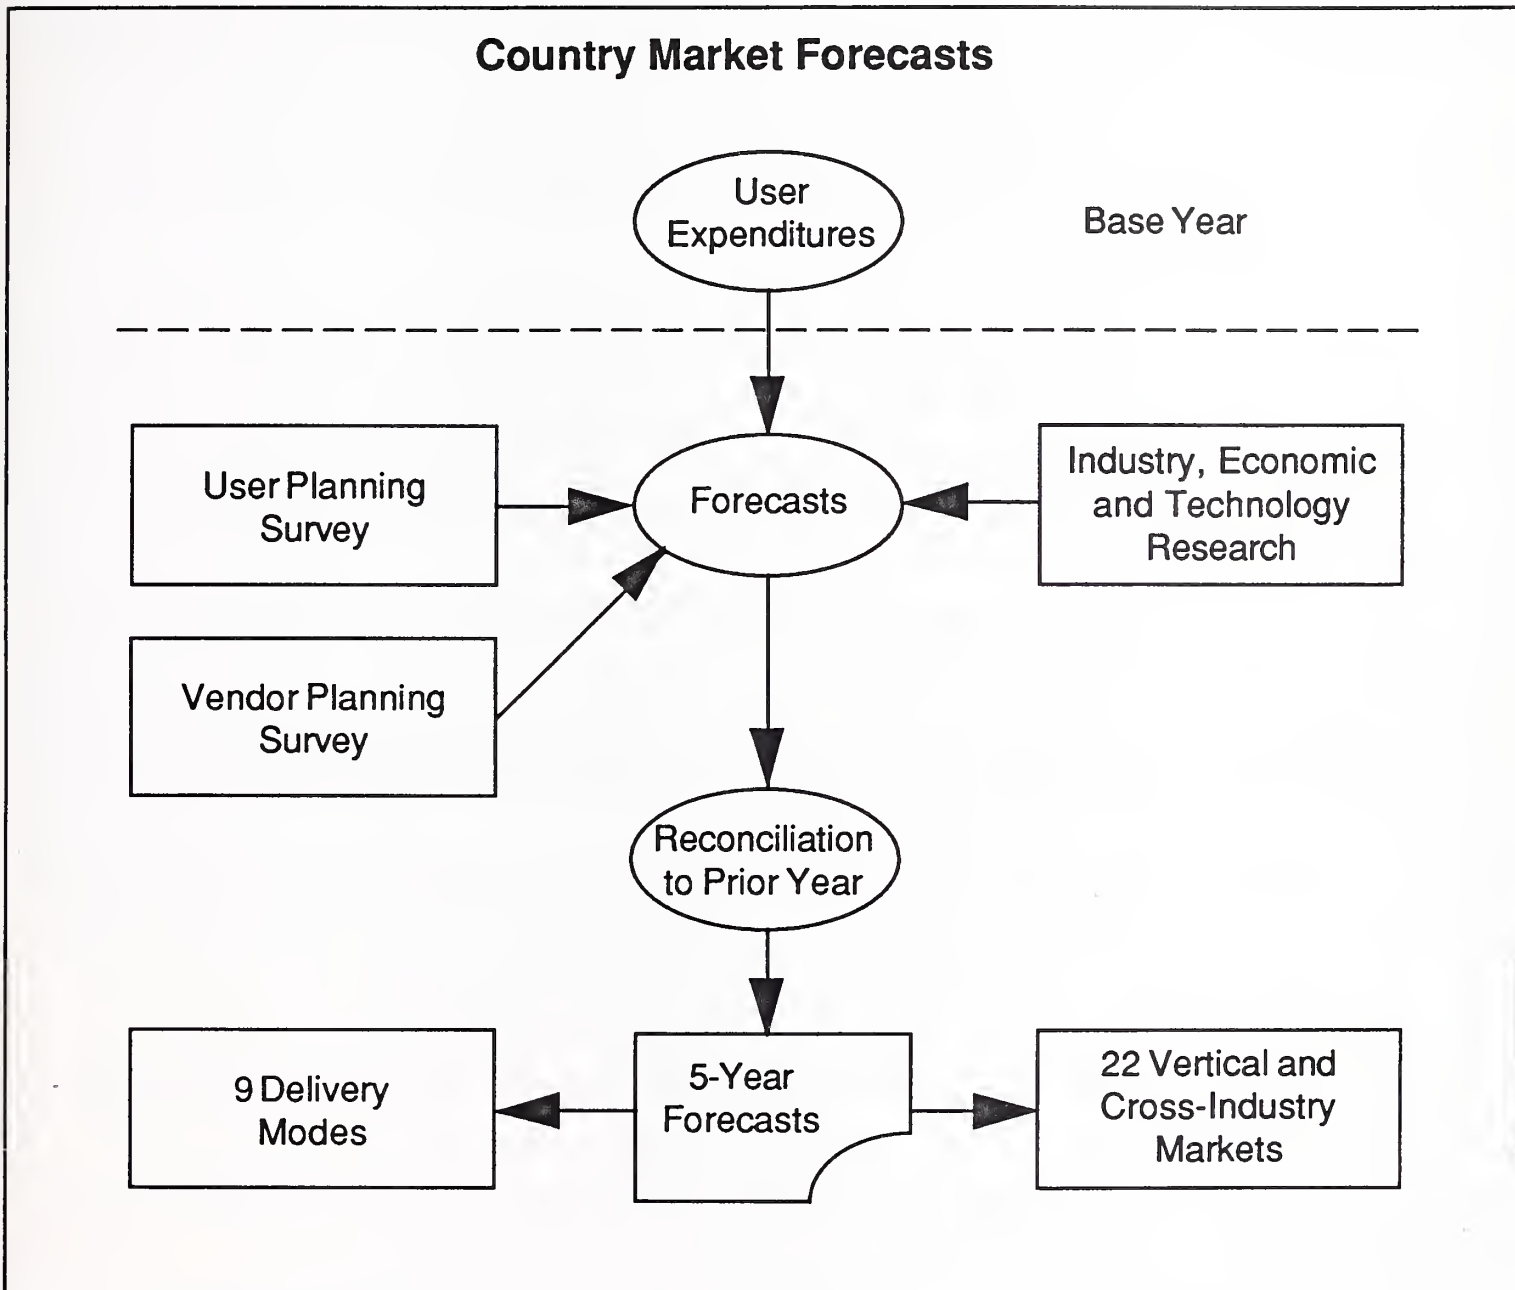 Country Market Forecasts
User
Expenditures
Base Year
User Planning
Survey
Forecasts
Industry, Economic
and Technology
Research
Vendor Planning
Survey
Reconciliation
to Prior Year
9 Delivery
Modes
5-Year
Forecasts
22 Vertical and
Cross-Industry
Markets